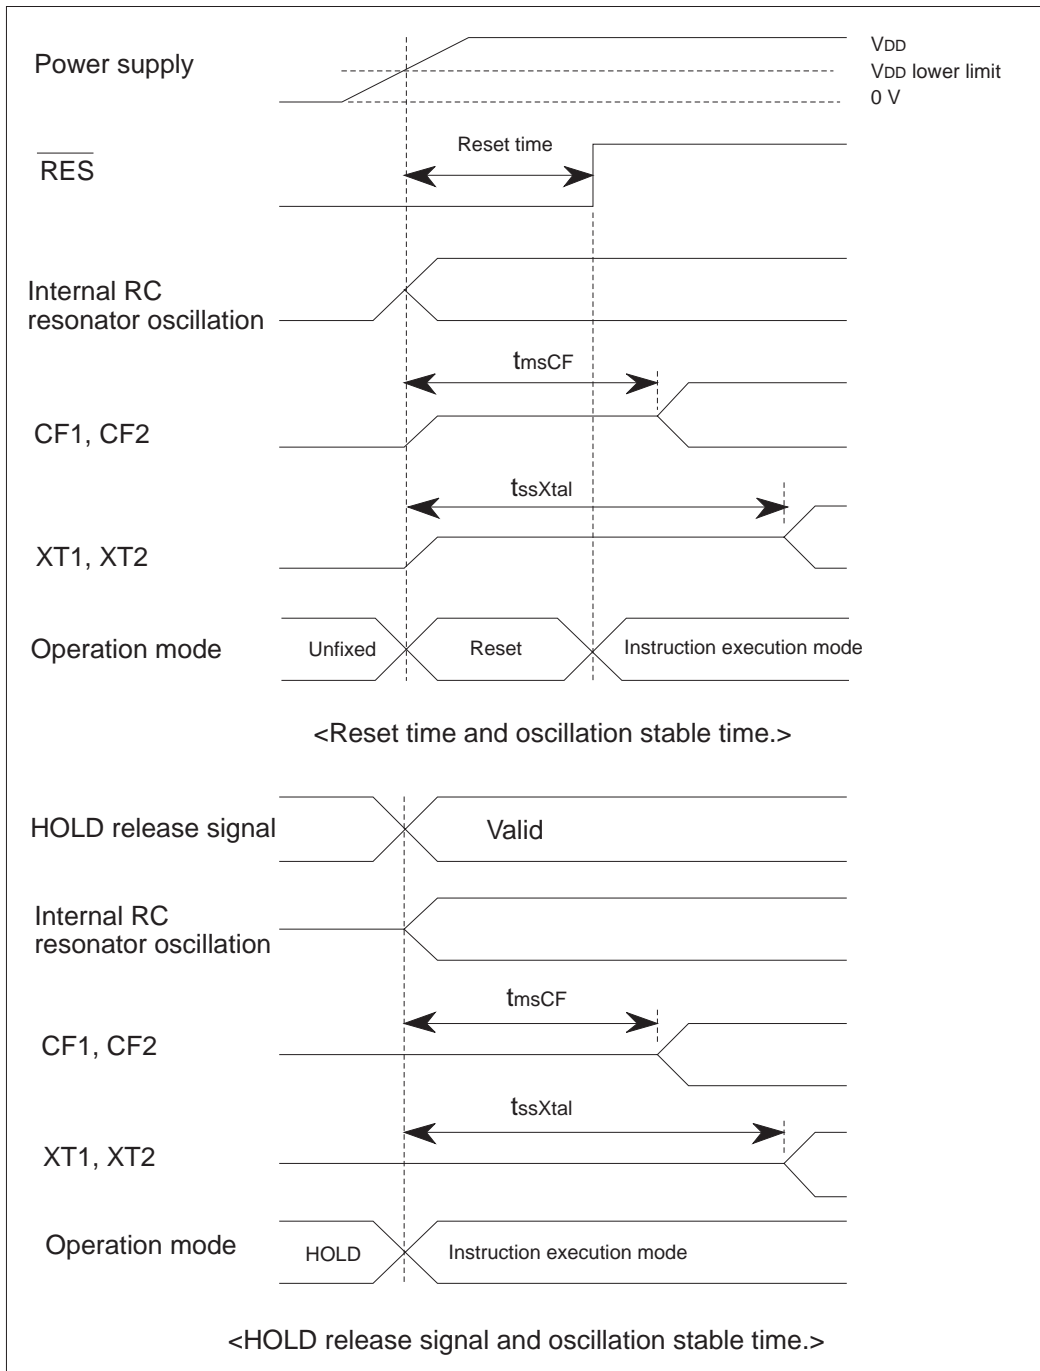 Power supply
VDD
VDD lower limit
0 V
RES
Reset time
Internal RC
resonator oscillation
tmsCF
CF1, CF2
tssXtal
XT1, XT2
Operation mode
Unfixed
Reset
Instruction execution mode
<Reset time and oscillation stable time.>
HOLD release signal
Valid
Internal RC
resonator oscillation
tmsCF
CF1, CF2
tssXtal
XT1, XT2
Operation mode
HOLD
Instruction execution mode
<HOLD release signal and oscillation stable time.>